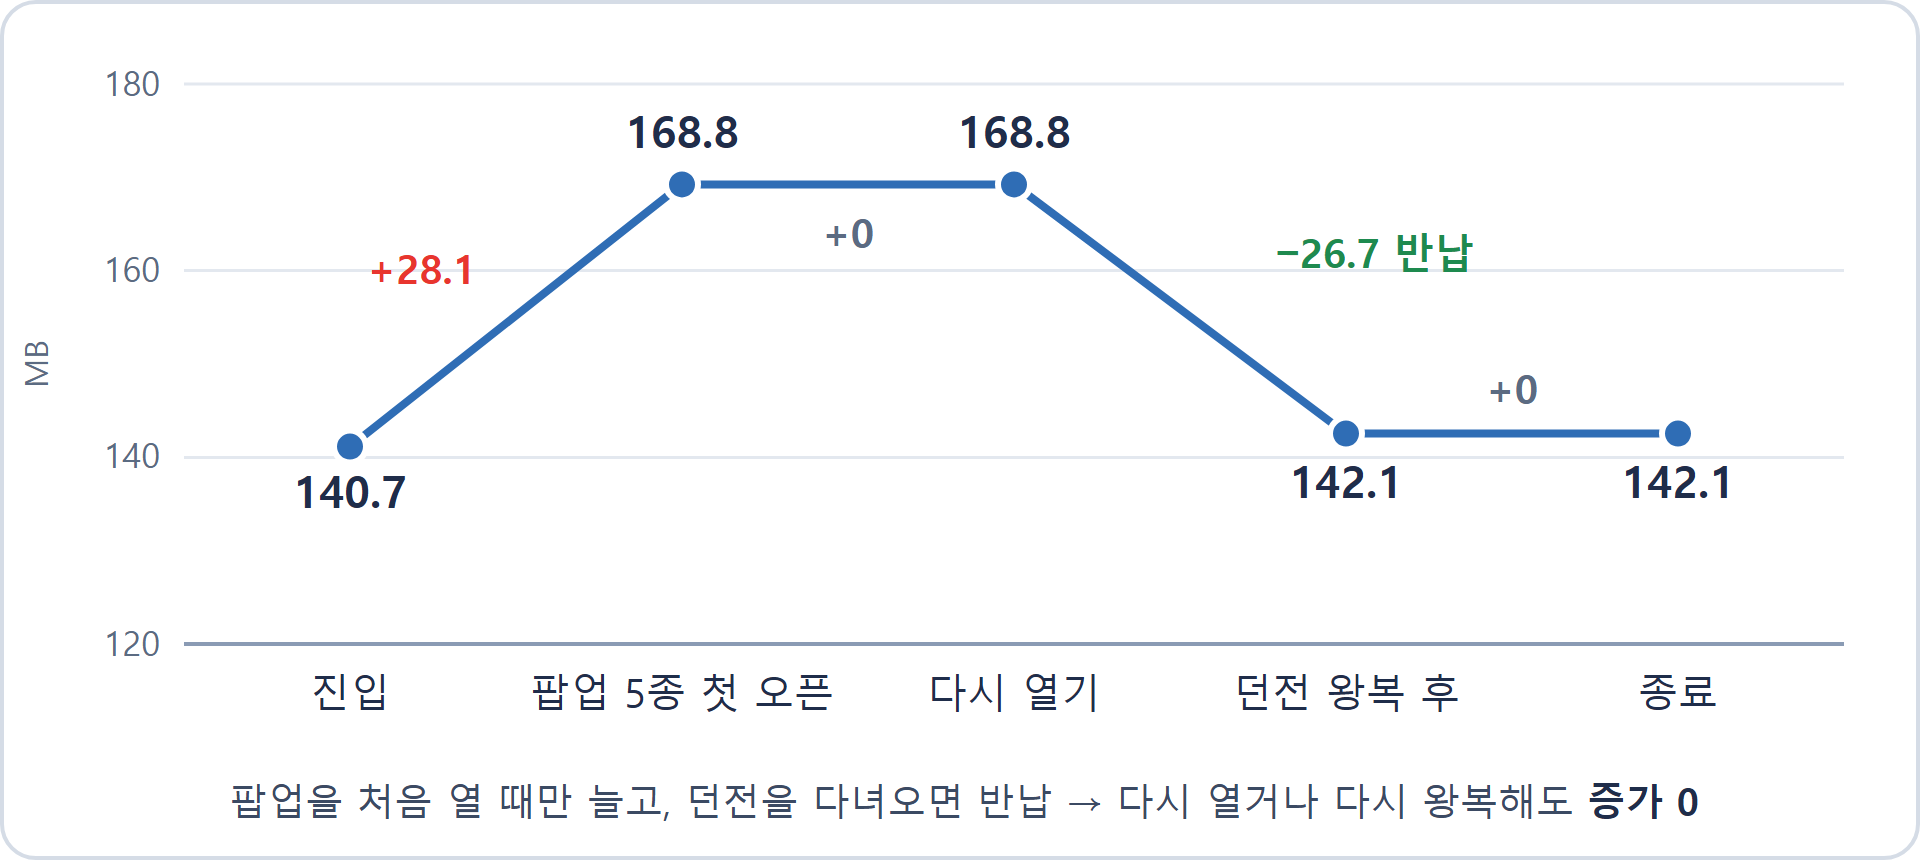 180
168.8
168.8
+0
−26.7 반납
160
+28.1
MB
+0
140
140.7
142.1
142.1
120
진입
팝업 5종 첫 오픈
다시 열기
던전 왕복 후
종료
팝업을 처음 열 때만 늘고, 던전을 다녀오면 반납 → 다시 열거나 다시 왕복해도 증가 0